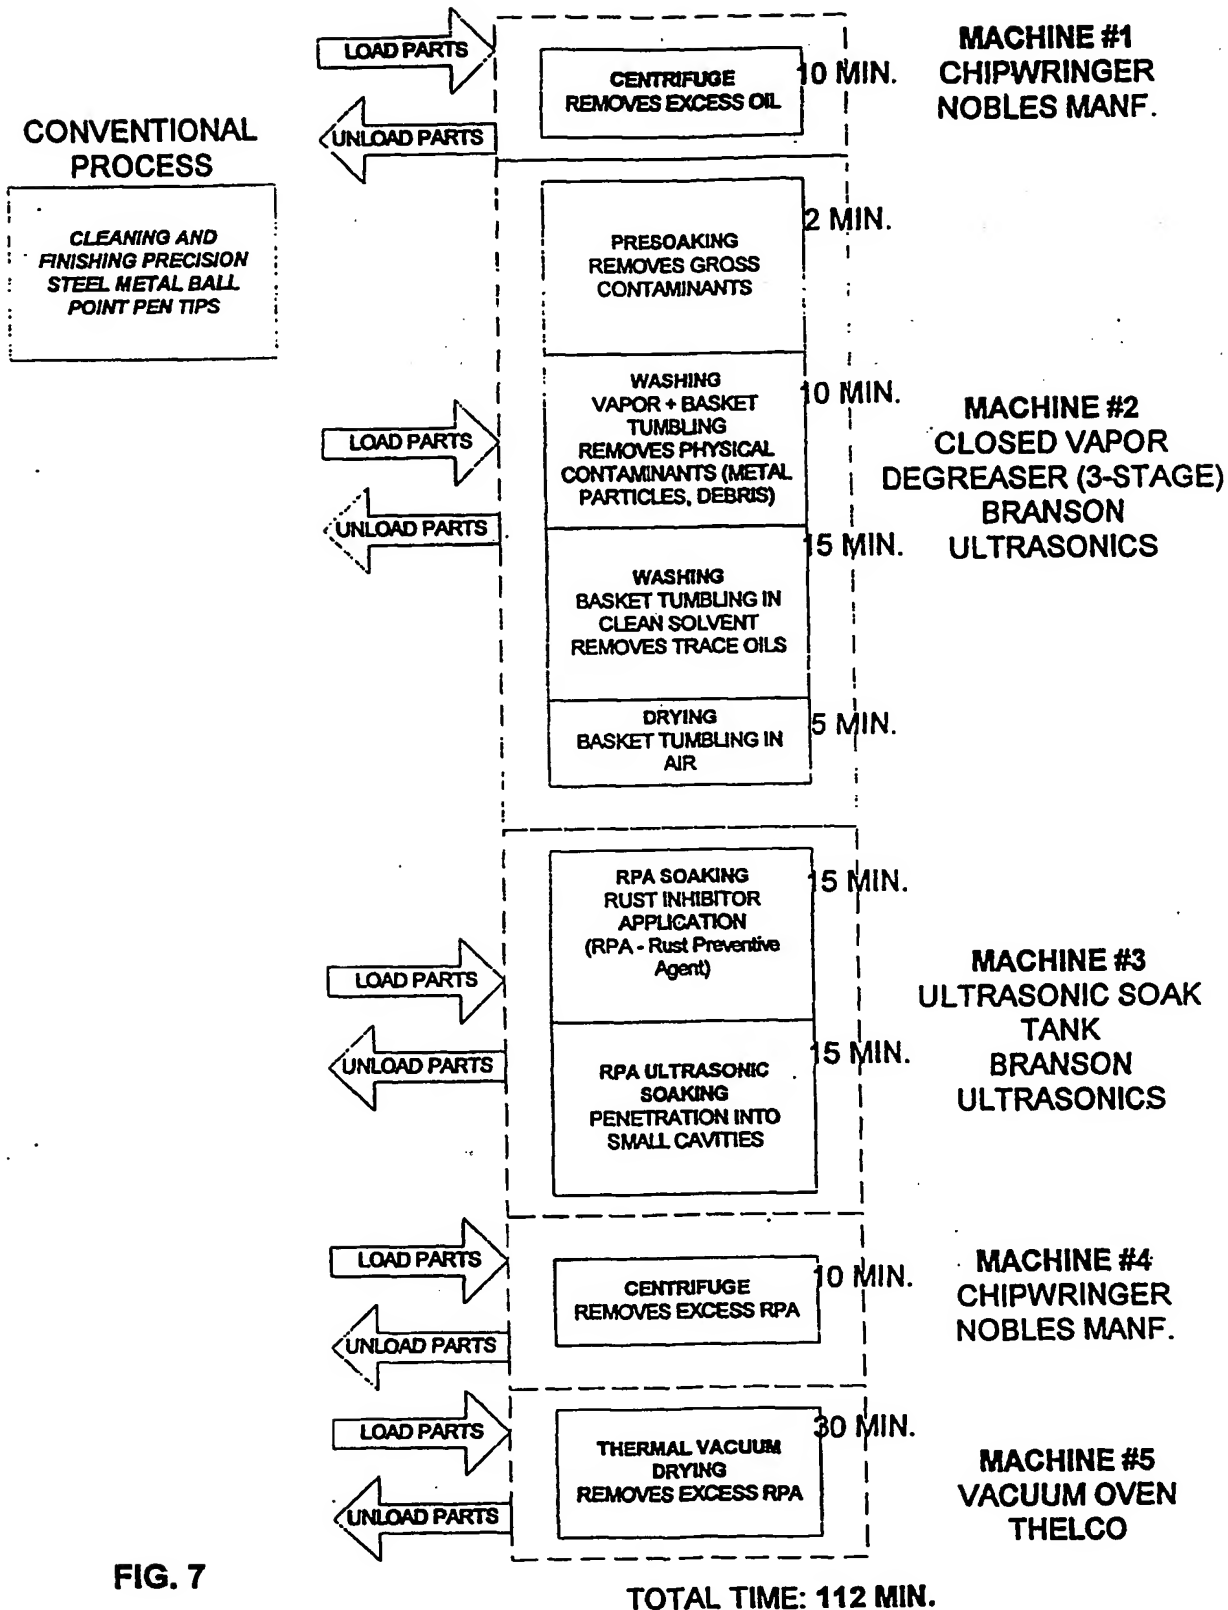 CONVENTIONAL
PROCESS
CLEANING AND
FINISHING PRECISION
STEEL METAL BALL
POINT PEN TIPS
LOAD PARTS
UNLOAD PARTS
CENTRIFUGE
REMOVES EXCESS OIL
10 MIN.
MACHINE #1
CHIPWRINGER
NOBLES MANF.
PRESOAKING
REMOVES GROSS
CONTAMINANTS
2 MIN.
WASHING
VAPOR + BASKET
TUMBLING
REMOVES PHYSICAL
CONTAMINANTS (METAL
PARTICLES, DEBRIS)
10 MIN.
LOAD PARTS
UNLOAD PARTS
WASHING
BASKET TUMBLING IN
CLEAN SOLVENT
REMOVES TRACE OILS
15 MIN.
DRYING
BASKET TUMBLING IN
AIR
5 MIN.
MACHINE #2
CLOSED VAPOR
DEGREASER (3-STAGE)
BRANSON
ULTRASONICS
RPA SOAKING
RUST INHIBITOR
APPLICATION
(RPA - Rust Preventive
Agent)
15 MIN.
LOAD PARTS
UNLOAD PARTS
RPA ULTRASONIC
SOAKING
PENETRATION INTO
SMALL CAVITIES
15 MIN.
MACHINE #3
ULTRASONIC SOAK
TANK
BRANSON
ULTRASONICS
LOAD PARTS
UNLOAD PARTS
CENTRIFUGE
REMOVES EXCESS RPA
10 MIN.
MACHINE #4
CHIPWRINGER
NOBLES MANF.
LOAD PARTS
UNLOAD PARTS
THERMAL VACUUM
DRYING
REMOVES EXCESS RPA
30 MIN.
MACHINE #5
VACUUM OVEN
THELCO
FIG. 7
TOTAL TIME: 112 MIN.